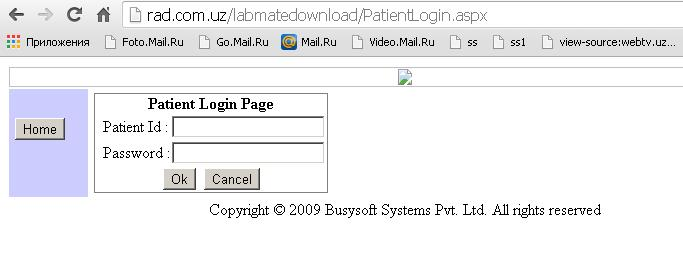 rad.com.uz/labmatedownload/PatientLogin.aspx
Приложения Foto.Mail.Ru Go.Mail.Ru Mail.Ru Video.Mail.Ru ss ss1 view-source:webtv.uz...
Patient Login Page
Home
Patient Id :
Password :
Ok Cancel
Copyright © 2009 Busysoft Systems Pvt. Ltd. All rights reserved